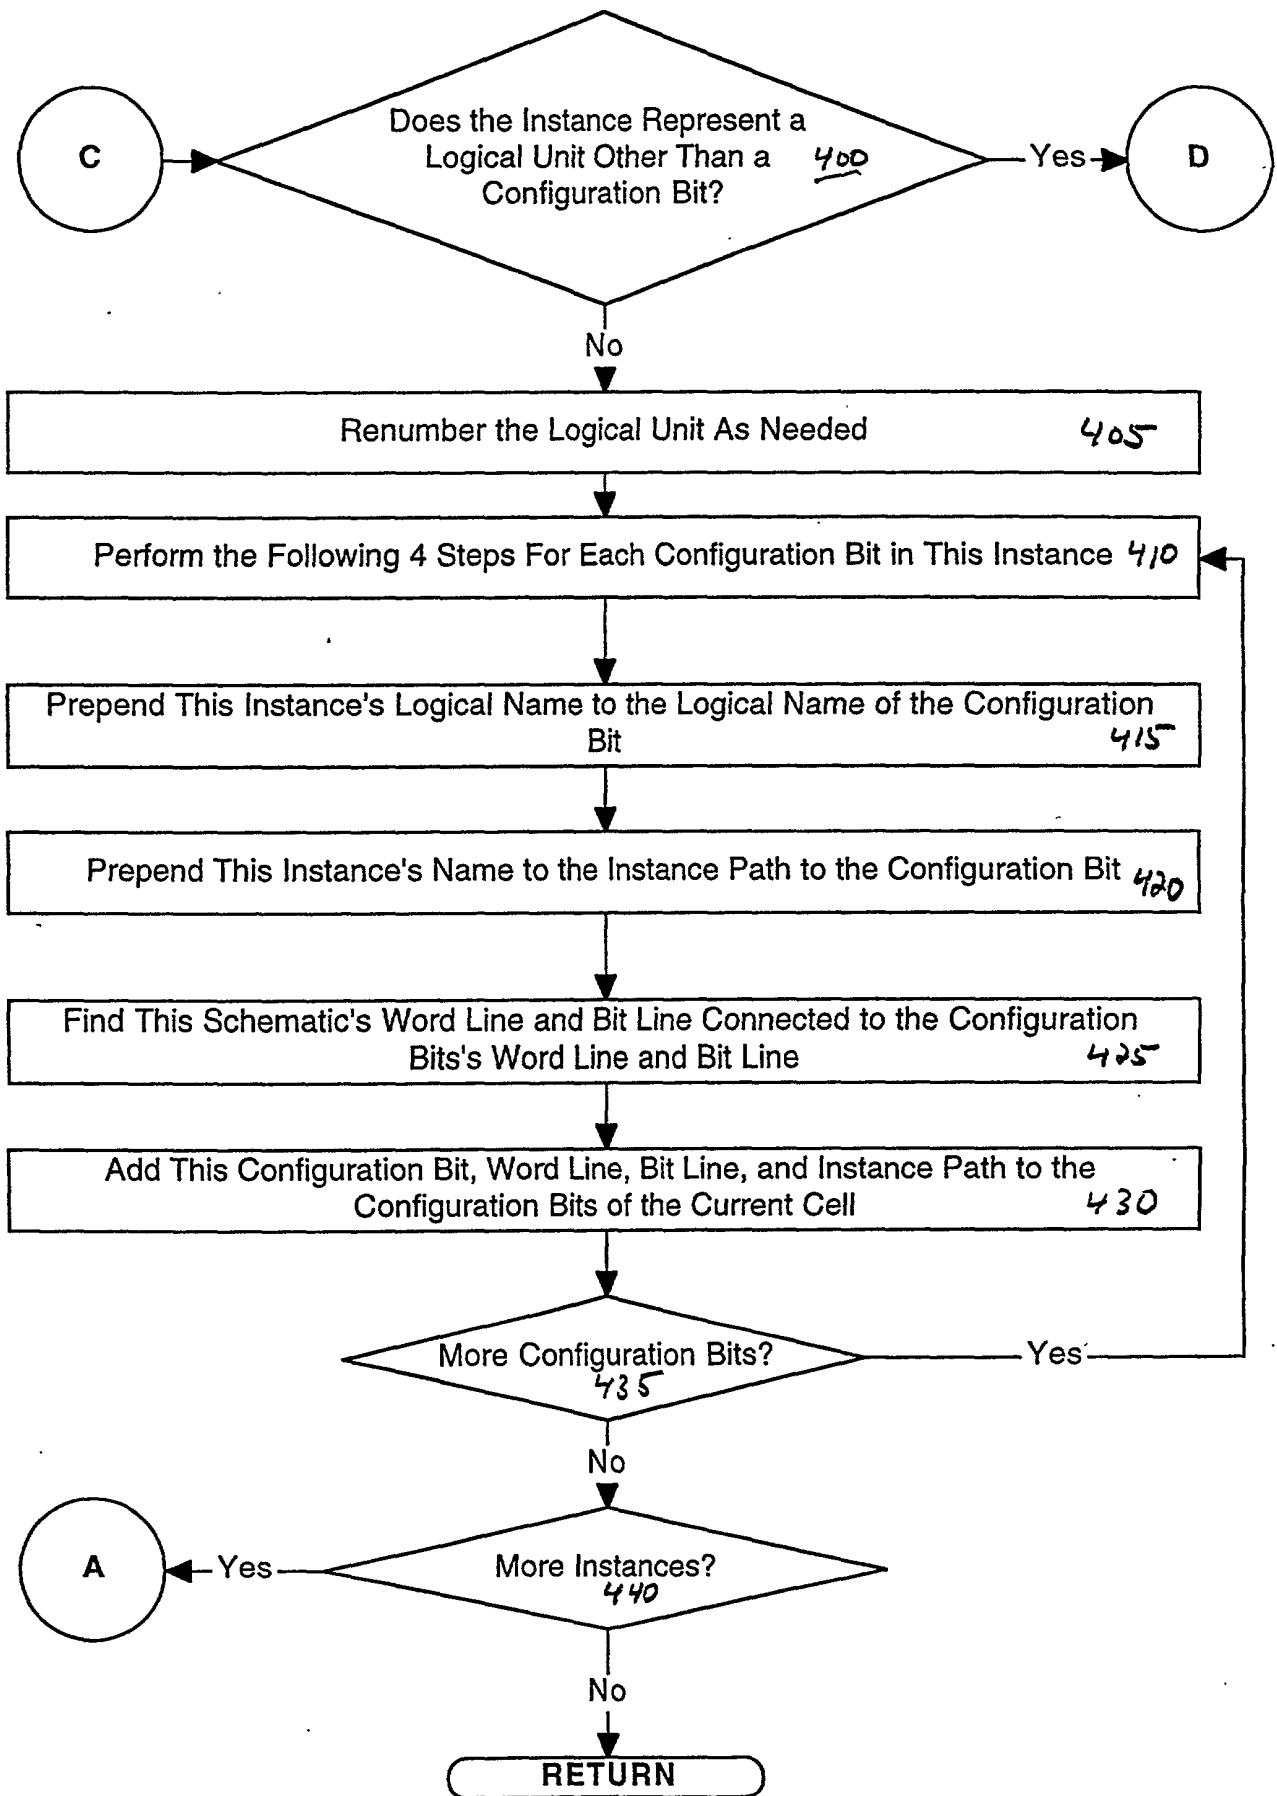 Does the Instance Represent a
C
Logical Unit Other Than a 400
Yes
D
Configuration Bit?
No
Renumber the Logical Unit As Needed 405
Perform the Following 4 Steps For Each Configuration Bit in This Instance 410
Prepend This Instance's Logical Name to the Logical Name of the Configuration
Bit 415
Prepend This Instance's Name to the Instance Path to the Configuration Bit 420
Find This Schematic's Word Line and Bit Line Connected to the Configuration
Bits's Word Line and Bit Line 425
Add This Configuration Bit, Word Line, Bit Line, and Instance Path to the
Configuration Bits of the Current Cell 430
More Configuration Bits?
Yes
435
No
A
Yes
More Instances?
440
No
RETURN